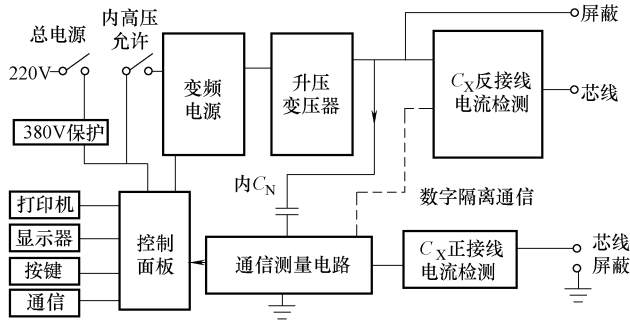 屏蔽
内高压
允许
总电源
220V
变频
电源
升压
变压器
CX反接线
电流检测
芯线
380V保护
内CN
数字隔离通信
打印机
显示器
按键
通信
控制
面板
通信测量电路
CX正接线
电流检测
芯线
屏蔽